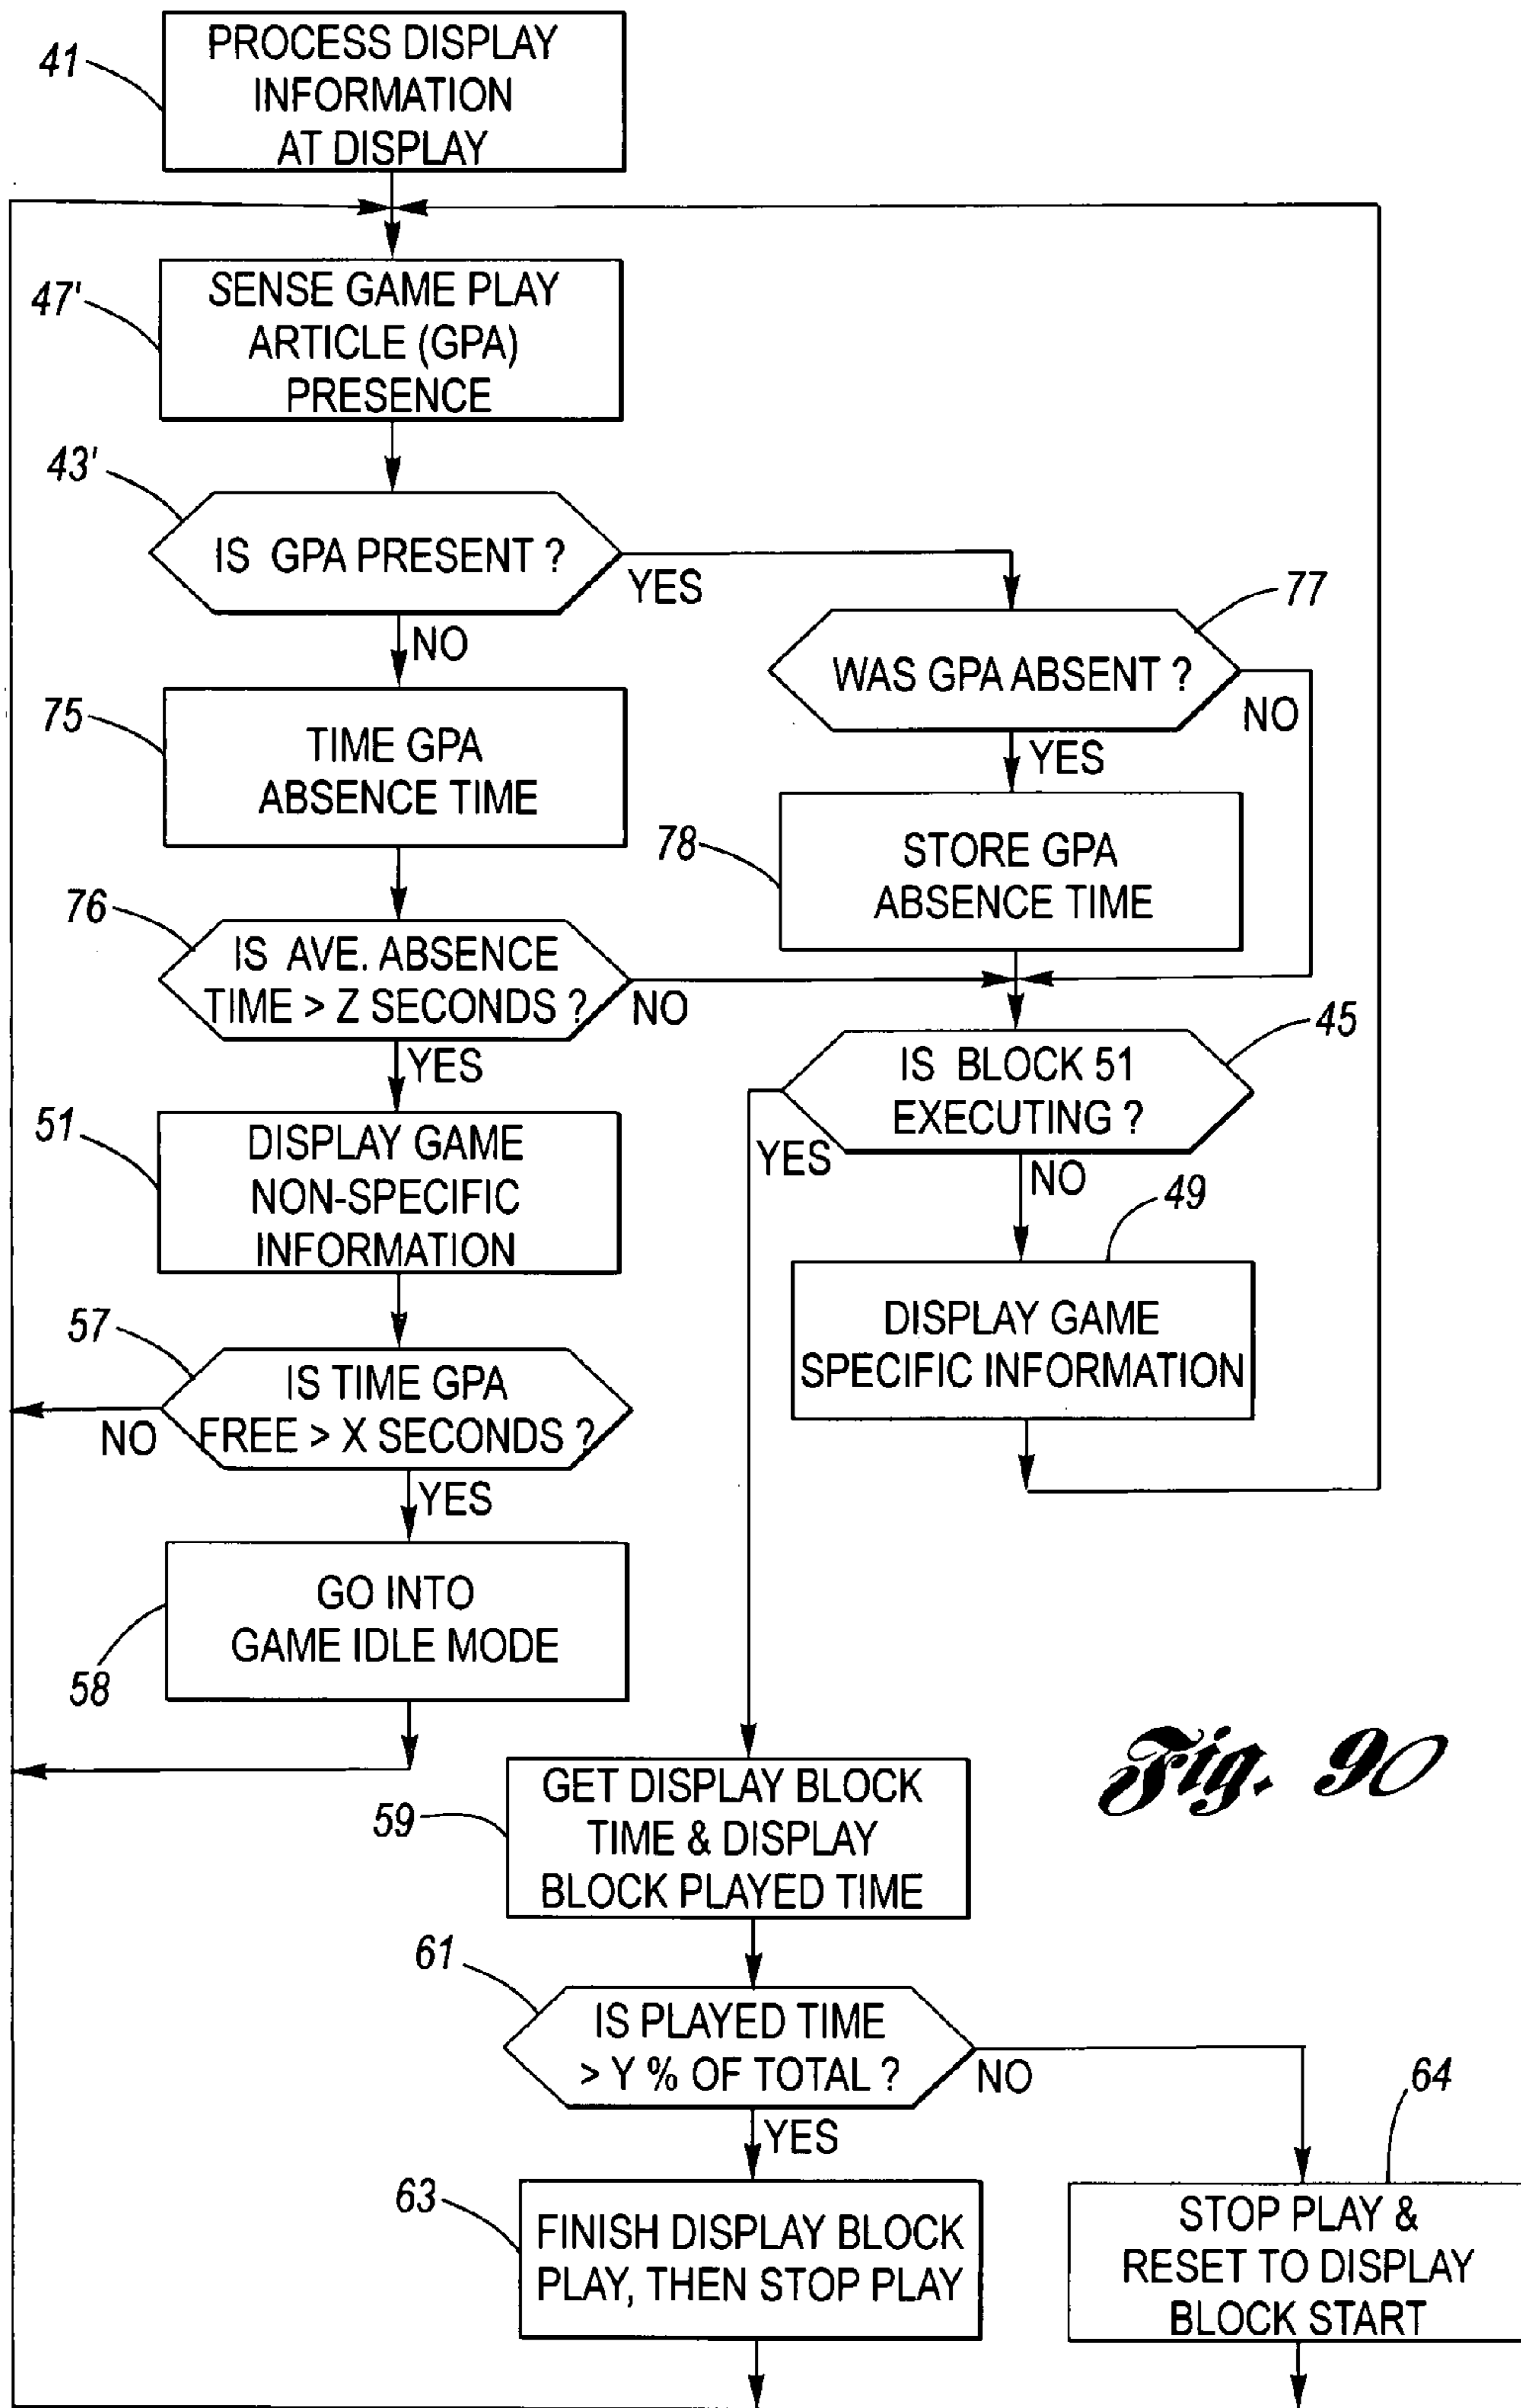 41
PROCESS DISPLAY
INFORMATION
AT DISPLAY
47'
SENSE GAME PLAY
ARTICLE (GPA)
PRESENCE
43'
IS GPA PRESENT ?
YES
NO
77
WAS GPA ABSENT ?
NO
YES
75
TIME GPA
ABSENCE TIME
78
STORE GPA
ABSENCE TIME
76
IS AVE. ABSENCE
TIME > Z SECONDS ?
NO
YES
45
IS BLOCK 51
EXECUTING ?
YES
NO
51
DISPLAY GAME
NON-SPECIFIC
INFORMATION
49
DISPLAY GAME
SPECIFIC INFORMATION
57
IS TIME GPA
FREE > X SECONDS ?
NO
YES
58
GO INTO
GAME IDLE MODE
Fig. 90
59
GET DISPLAY BLOCK
TIME & DISPLAY
BLOCK PLAYED TIME
61
IS PLAYED TIME
> Y % OF TOTAL ?
NO
YES
63
FINISH DISPLAY BLOCK
PLAY, THEN STOP PLAY
64
STOP PLAY &
RESET TO DISPLAY
BLOCK START